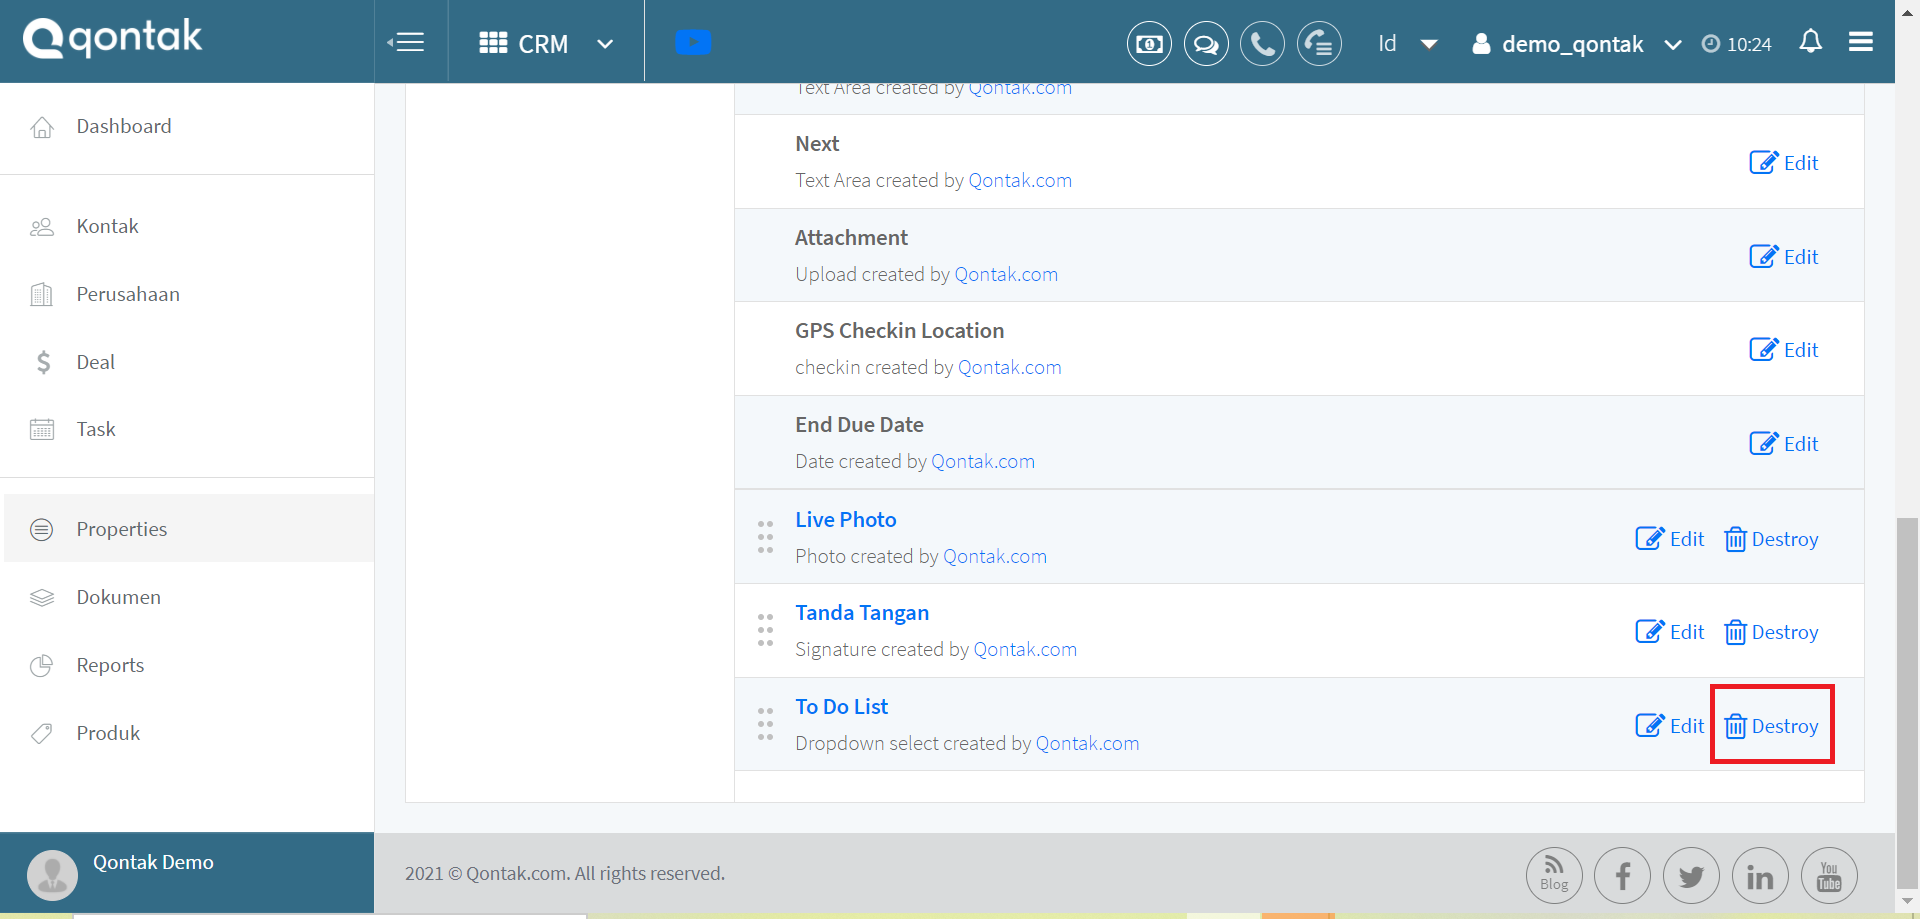 qontak
CRM
Id
demo_qontak
10:24
Dashboard
Kontak
Perusahaan
Deal
Task
Properties
Dokumen
Reports
Produk
Qontak Demo
Text Area created by Qontak.com
Next
Text Area created by Qontak.com
Edit
Attachment
Upload created by Qontak.com
Edit
GPS Checkin Location
checkin created by Qontak.com
Edit
End Due Date
Date created by Qontak.com
Edit
Live Photo
Photo created by Qontak.com
Edit Destroy
Tanda Tangan
Signature created by Qontak.com
Edit Destroy
To Do List
Dropdown select created by Qontak.com
Edit Destroy
2021 © Qontak.com. All rights reserved.
Blog
You
Tube